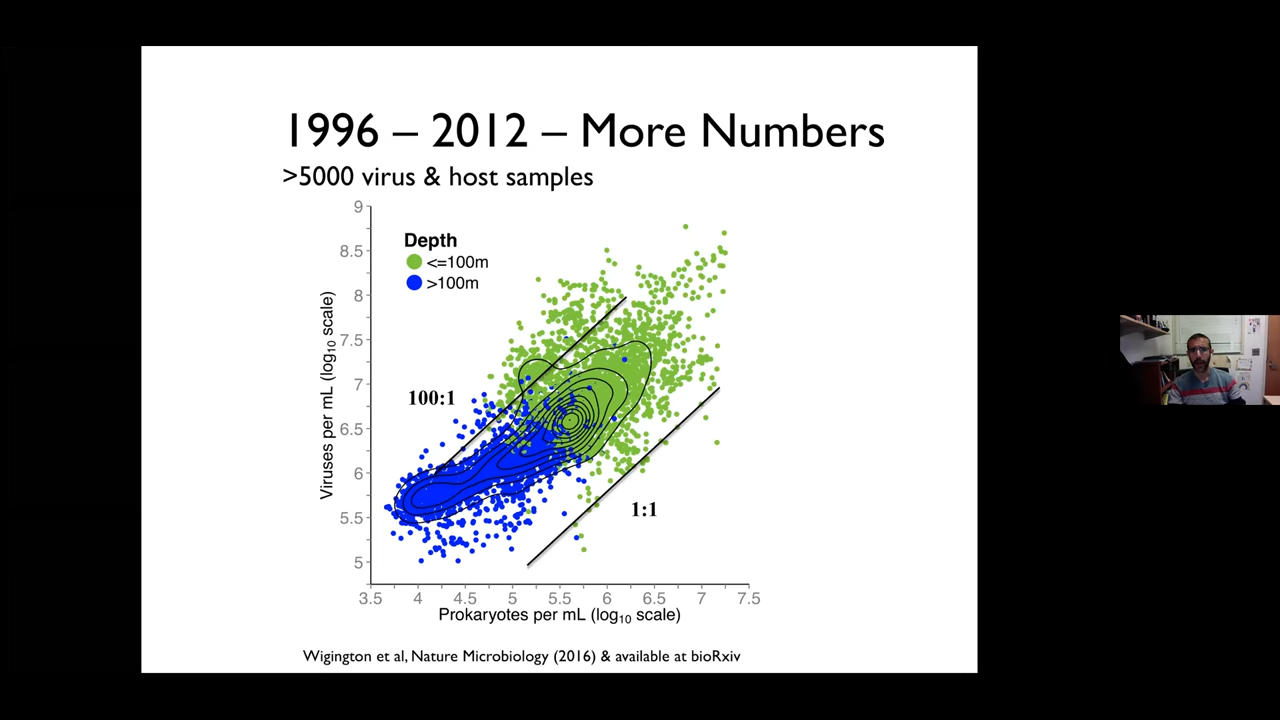 1996 – 2012 – More Numbers
>5000 virus & host samples
Depth
<=100m
>100m
9
8.5
8
7.5
7
6.5
6
5.5
5
Viruses per mL (log10 scale)
100:1
1:1
3.5 4 4.5 5 5.5 6 6.5 7 7.5
Prokaryotes per mL (log10 scale)
Wigington et al, Nature Microbiology (2016) & available at bioRxiv